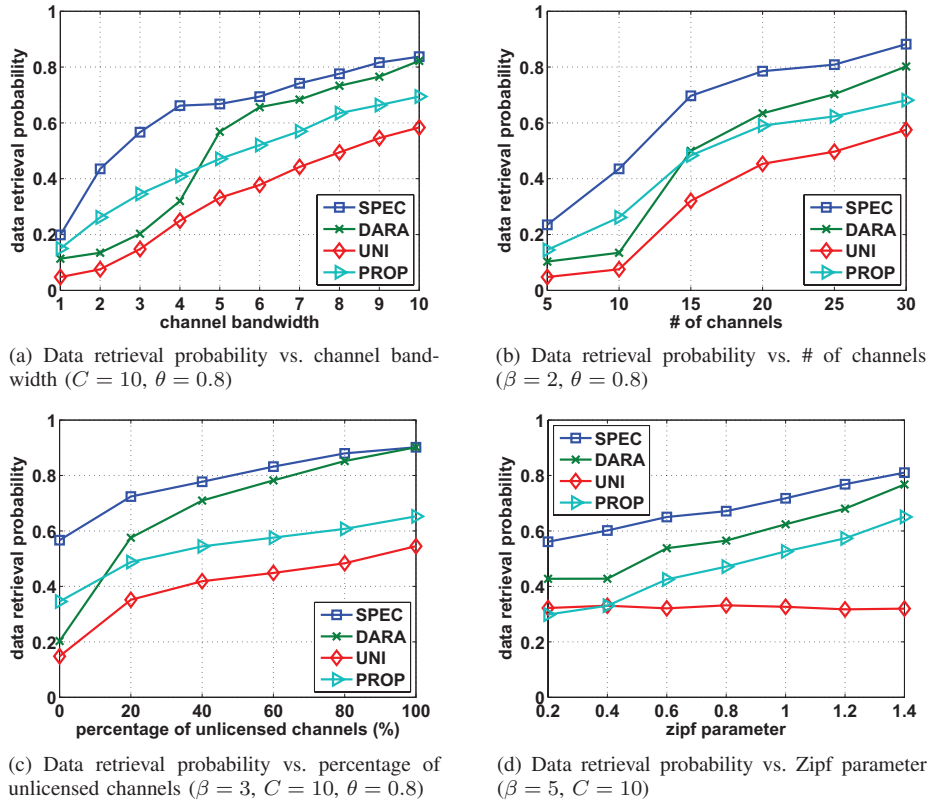 1
0.8
0.6
0.4
0.2
0
data retrieval probability
SPEC
DARA
UNI
PROP
1 2 3 4 5 6 7 8 9 10
channel bandwidth
(a) Data retrieval probability vs. channel band-
width (C = 10, θ = 0.8)
1
0.8
0.6
0.4
0.2
0
data retrieval probability
SPEC
DARA
UNI
PROP
5 10 15 20 25 30
# of channels
(b) Data retrieval probability vs. # of channels
(β = 2, θ = 0.8)
1
0.8
0.6
0.4
0.2
0
data retrieval probability
SPEC
DARA
UNI
PROP
0 20 40 60 80 100
percentage of unlicensed channels (%)
(c) Data retrieval probability vs. percentage of
unlicensed channels (β = 3, C = 10, θ = 0.8)
1
0.8
0.6
0.4
0.2
0
data retrieval probability
SPEC
DARA
UNI
PROP
0.2 0.4 0.6 0.8 1 1.2 1.4
zipf parameter
(d) Data retrieval probability vs. Zipf parameter
(β = 5, C = 10)